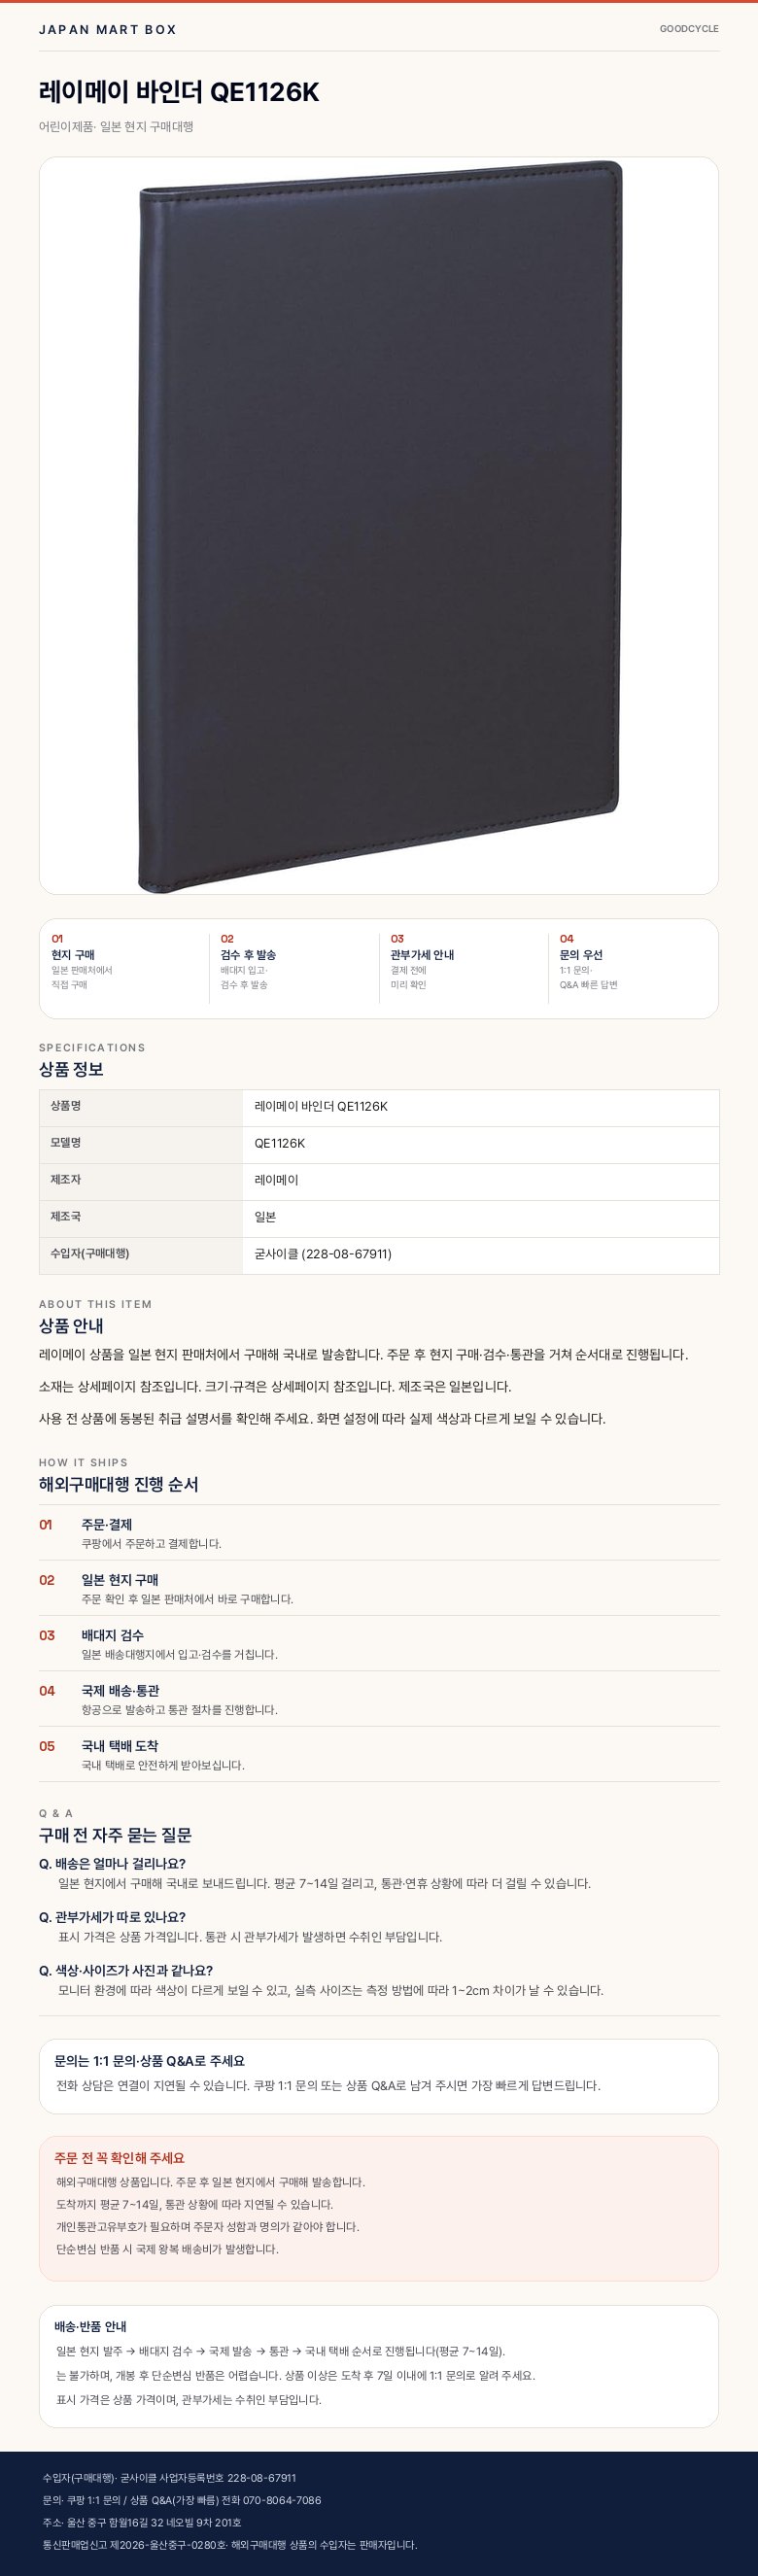 JAPAN MART BOX
GOODCYCLE
레이메이 바인더 QE1126K
어린이제품· 일본 현지 구매대행
01
현지 구매
일본 판매처에서
직접 구매
02
검수 후 발송
배대지 입고·
검수 후 발송
03
관부가세 안내
결제 전에
미리 확인
04
문의 우선
1:1 문의·
Q&A 빠른 답변
SPECIFICATIONS
상품 정보
상품명 레이메이 바인더 QE1126K
모델명 QE1126K
제조자 레이메이
제조국 일본
수입자(구매대행) 굳사이클 (228-08-67911)
ABOUT THIS ITEM
상품 안내
레이메이 상품을 일본 현지 판매처에서 구매해 국내로 발송합니다. 주문 후 현지 구매·검수·통관을 거쳐 순서대로 진행됩니다.
소재는 상세페이지 참조입니다. 크기·규격은 상세페이지 참조입니다. 제조국은 일본입니다.
사용 전 상품에 동봉된 취급 설명서를 확인해 주세요. 화면 설정에 따라 실제 색상과 다르게 보일 수 있습니다.
HOW IT SHIPS
해외구매대행 진행 순서
01 주문·결제
쿠팡에서 주문하고 결제합니다.
02 일본 현지 구매
주문 확인 후 일본 판매처에서 바로 구매합니다.
03 배대지 검수
일본 배송대행지에서 입고·검수를 거칩니다.
04 국제 배송·통관
항공으로 발송하고 통관 절차를 진행합니다.
05 국내 택배 도착
국내 택배로 안전하게 받아보십니다.
Q & A
구매 전 자주 묻는 질문
Q. 배송은 얼마나 걸리나요?
일본 현지에서 구매해 국내로 보내드립니다. 평균 7~14일 걸리고, 통관·연휴 상황에 따라 더 걸릴 수 있습니다.
Q. 관부가세가 따로 있나요?
표시 가격은 상품 가격입니다. 통관 시 관부가세가 발생하면 수취인 부담입니다.
Q. 색상·사이즈가 사진과 같나요?
모니터 환경에 따라 색상이 다르게 보일 수 있고, 실측 사이즈는 측정 방법에 따라 1~2cm 차이가 날 수 있습니다.
문의는 1:1 문의·상품 Q&A로 주세요
전화 상담은 연결이 지연될 수 있습니다. 쿠팡 1:1 문의 또는 상품 Q&A로 남겨 주시면 가장 빠르게 답변드립니다.
주문 전 꼭 확인해 주세요
해외구매대행 상품입니다. 주문 후 일본 현지에서 구매해 발송합니다.
도착까지 평균 7~14일, 통관 상황에 따라 지연될 수 있습니다.
개인통관고유부호가 필요하며 주문자 성함과 명의가 같아야 합니다.
단순변심 반품 시 국제 왕복 배송비가 발생합니다.
배송·반품 안내
일본 현지 발주 → 배대지 검수 → 국제 발송 → 통관 → 국내 택배 순서로 진행됩니다(평균 7~14일).
는 불가하며, 개봉 후 단순변심 반품은 어렵습니다. 상품 이상은 도착 후 7일 이내에 1:1 문의로 알려 주세요.
표시 가격은 상품 가격이며, 관부가세는 수취인 부담입니다.
수입자(구매대행)· 굳사이클 사업자등록번호 228-08-67911
문의· 쿠팡 1:1 문의 / 상품 Q&A(가장 빠름) 전화 070-8064-7086
주소· 울산 중구 함월16길 32 네오빌 9차 201호
통신판매업신고 제2026-울산중구-0280호· 해외구매대행 상품의 수입자는 판매자입니다.